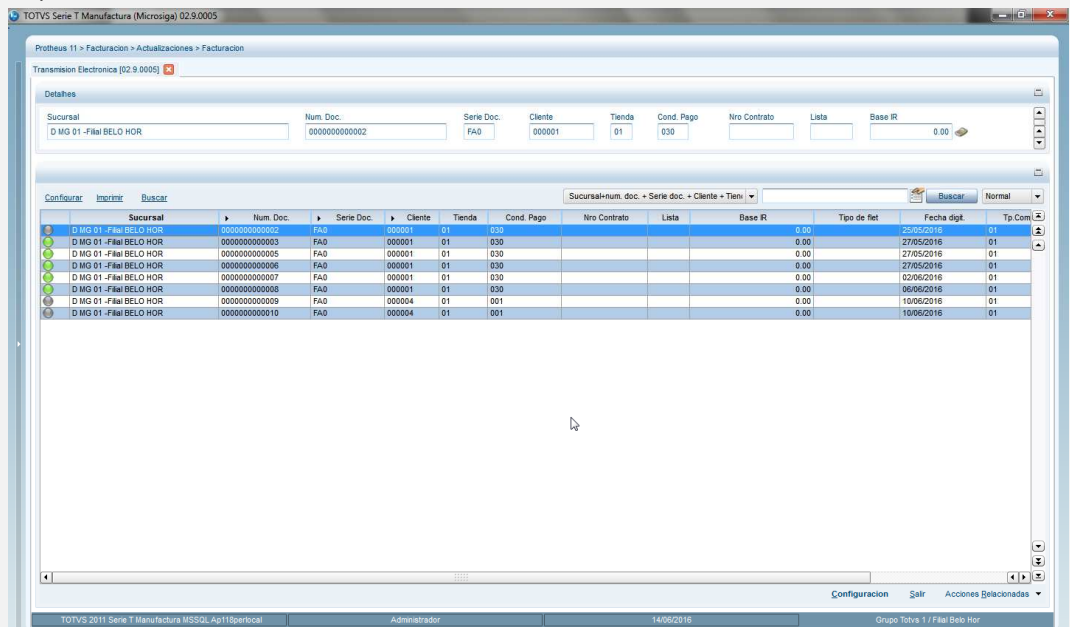 TOTVS Serie T Manufactura (Microsiga) 02.9.0005
Protheus 11 > Facturacion > Actualizaciones > Facturacion
Transmision Electronica [02.9.0005]
Detalhes
Sucursal Num. Doc. Serie Doc. Cliente Tienda Cond. Pago Nro Contrato Lista Base IR
D MG 01 -Filial BELO HOR 0000000000002 FA0 000001 01 030 0.00
Configurar Imprimir Buscar Sucursal+num. doc. + Serie doc. + Cliente + Tien Buscar Normal
Sucursal Num. Doc. Serie Doc. Cliente Tienda Cond. Pago Nro Contrato Lista Base IR Tipo de flet Fecha digit. Tp.Com
D MG 01 -Filial BELO HOR 0000000000002 FA0 000001 01 030 0.00 25/05/2016 01
D MG 01 -Filial BELO HOR 0000000000003 FA0 000001 01 030 0.00 27/05/2016 01
D MG 01 -Filial BELO HOR 0000000000005 FA0 000001 01 030 0.00 27/05/2016 01
D MG 01 -Filial BELO HOR 0000000000006 FA0 000001 01 030 0.00 27/05/2016 01
D MG 01 -Filial BELO HOR 0000000000007 FA0 000001 01 030 0.00 02/06/2016 01
D MG 01 -Filial BELO HOR 0000000000008 FA0 000001 01 030 0.00 06/06/2016 01
D MG 01 -Filial BELO HOR 0000000000009 FA0 000004 01 001 0.00 10/06/2016 01
D MG 01 -Filial BELO HOR 0000000000010 FA0 000004 01 001 0.00 10/06/2016 01
Configuracion Salir Acciones Relacionadas
TOTVS 2011 Serie T Manufactura MSSQL Ap118perlocal Administrador 14/06/2016 Grupo Totvs 1 / Filial Belo Hor